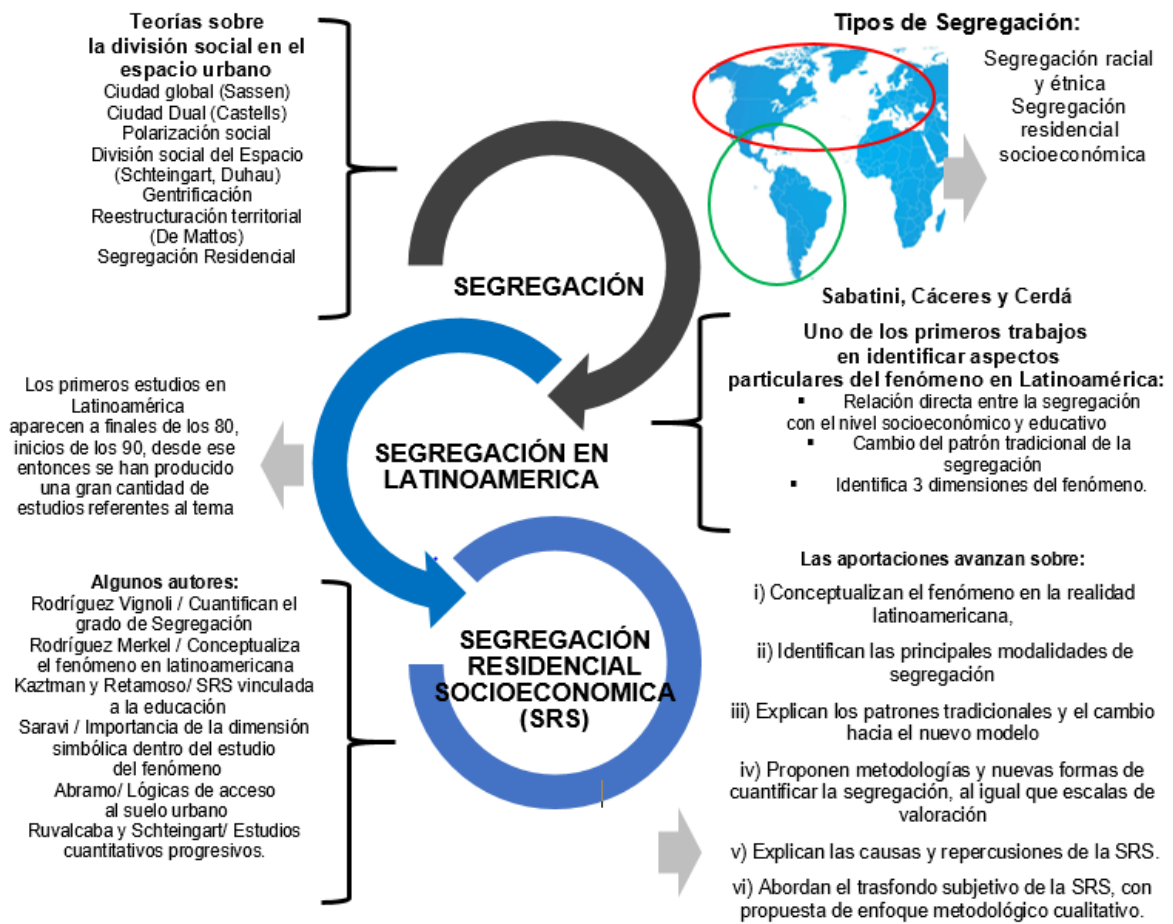 Teorías sobre
la división social en el
espacio urbano
Ciudad global (Sassen)
Ciudad Dual (Castells)
Polarización social
División social del Espacio
(Schteingart, Duhau)
Gentrificación
Reestructuración territorial
(De Mattos)
Segregación Residencial
Tipos de Segregación:
Segregación racial
y étnica
Segregación
residencial
socioeconómica
SEGREGACIÓN
Sabatini, Cáceres y Cerdá
Uno de los primeros trabajos
en identificar aspectos
particulares del fenómeno en Latinoamérica:
▪ Relación directa entre la segregación
con el nivel socioeconómico y educativo
▪ Cambio del patrón tradicional de la
segregación
▪ Identifica 3 dimensiones del fenómeno.
Los primeros estudios en
Latinoamérica
aparecen a finales de los 80,
inicios de los 90, desde ese
entonces se han producido
una gran cantidad de
estudios referentes al tema
SEGREGACIÓN EN
LATINOAMERICA
Algunos autores:
Rodríguez Vignoli / Cuantifican el
grado de Segregación
Rodríguez Merkel / Conceptualiza
el fenómeno en latinoamericana
Kaztman y Retamoso/ SRS vinculada
a la educación
Saravi / Importancia de la dimensión
simbólica dentro del estudio
del fenómeno
Abramo/ Lógicas de acceso
al suelo urbano
Ruvalcaba y Schteingart/ Estudios
cuantitativos progresivos.
SEGREGACIÓN
RESIDENCIAL
SOCIOECONOMICA
(SRS)
Las aportaciones avanzan sobre:
i) Conceptualizan el fenómeno en la realidad
latinoamericana,
ii) Identifican las principales modalidades de
segregación
iii) Explican los patrones tradicionales y el cambio
hacia el nuevo modelo
iv) Proponen metodologías y nuevas formas de
cuantificar la segregación, al igual que escalas de
valoración
v) Explican las causas y repercusiones de la SRS.
vi) Abordan el trasfondo subjetivo de la SRS, con
propuesta de enfoque metodológico cualitativo.